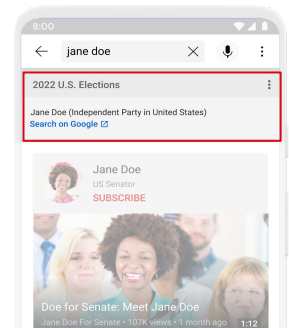 8:00
jane doe
2022 U.S. Elections
Jane Doe (Independent Party in United States)
Search on Google
Jane Doe
US Senator
SUBSCRIBE
Doe for Senate: Meet Jane Doe
Jane Doe For Senate • 107K views • 1 month ago
1:12